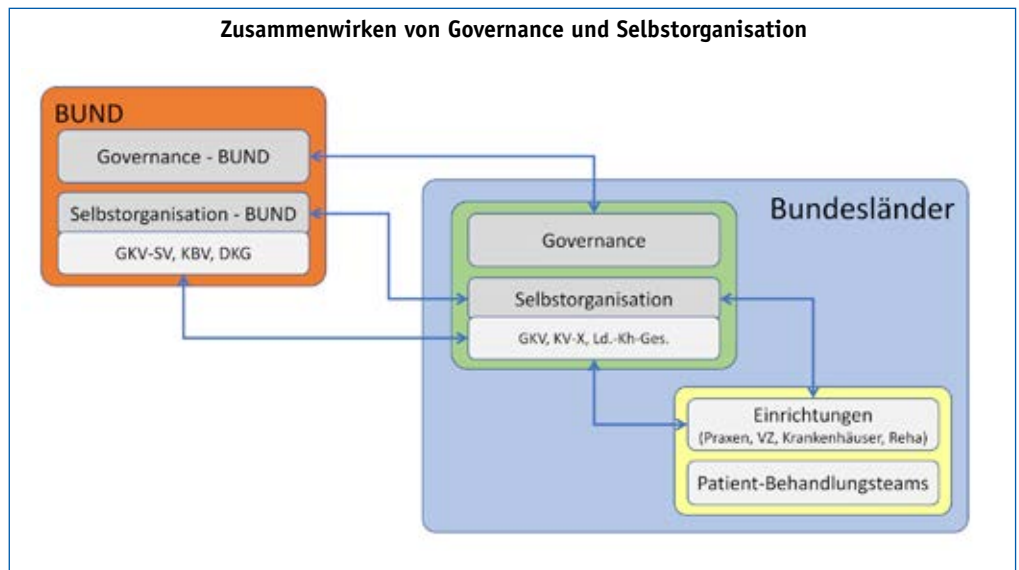 Zusammenwirken von Governance und Selbstorganisation
BUND
Governance - BUND
Selbstorganisation - BUND
GKV-SV, KBV, DKG
Bundesländer
Governance
Selbstorganisation
GKV, KV-X, Ld.-Kh-Ges.
Einrichtungen
(Praxen, VZ, Krankenhäuser, Reha)
Patient-Behandlungsteams